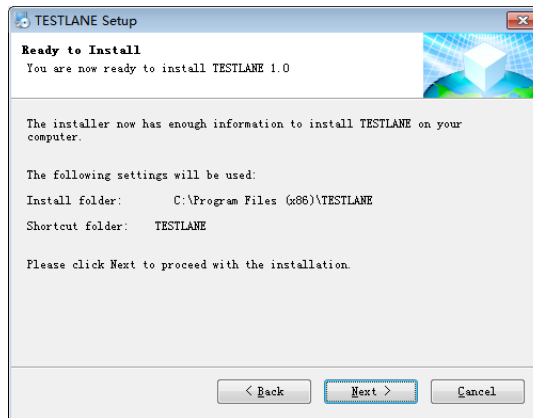 TESTLANE Setup
Ready to Install
You are now ready to install TESTLANE 1.0
The installer now has enough information to install TESTLANE on your
computer.
The following settings will be used:
Install folder: C:\Program Files (x86)\TESTLANE
Shortcut folder: TESTLANE
Please click Next to proceed with the installation.
< Back Next > Cancel